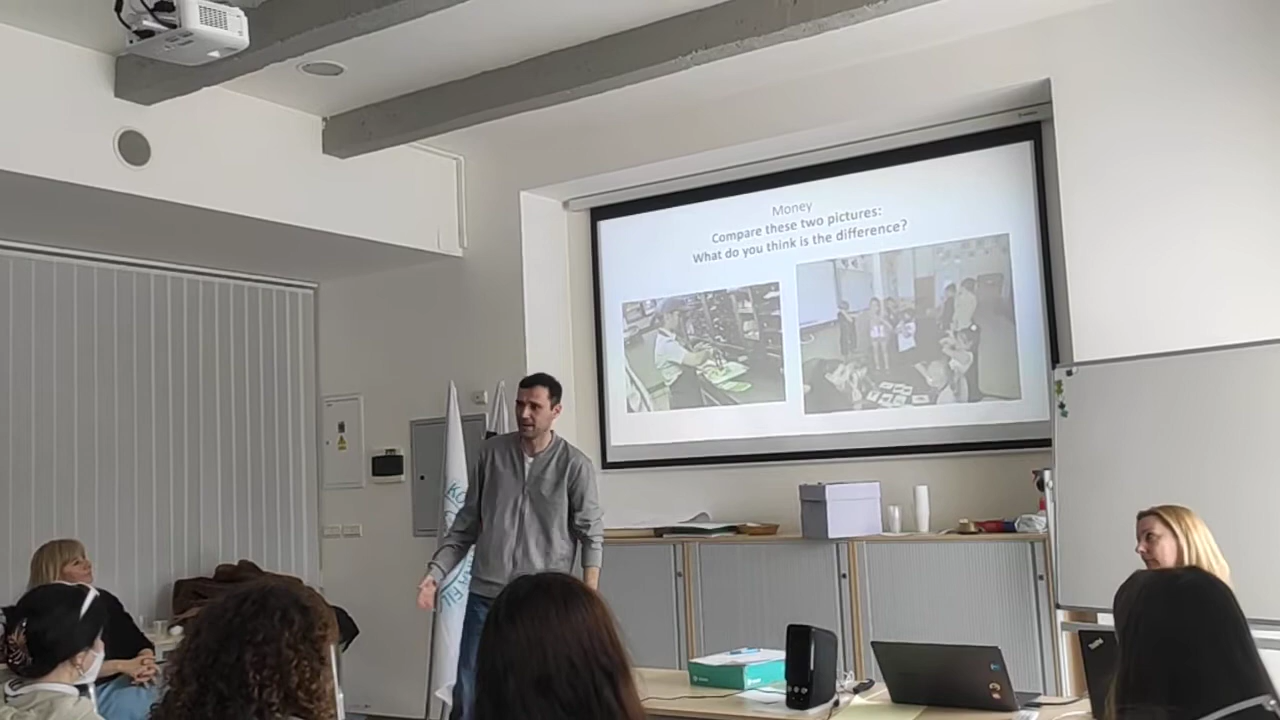 Money
Compare these two pictures:
What do you think is the difference?